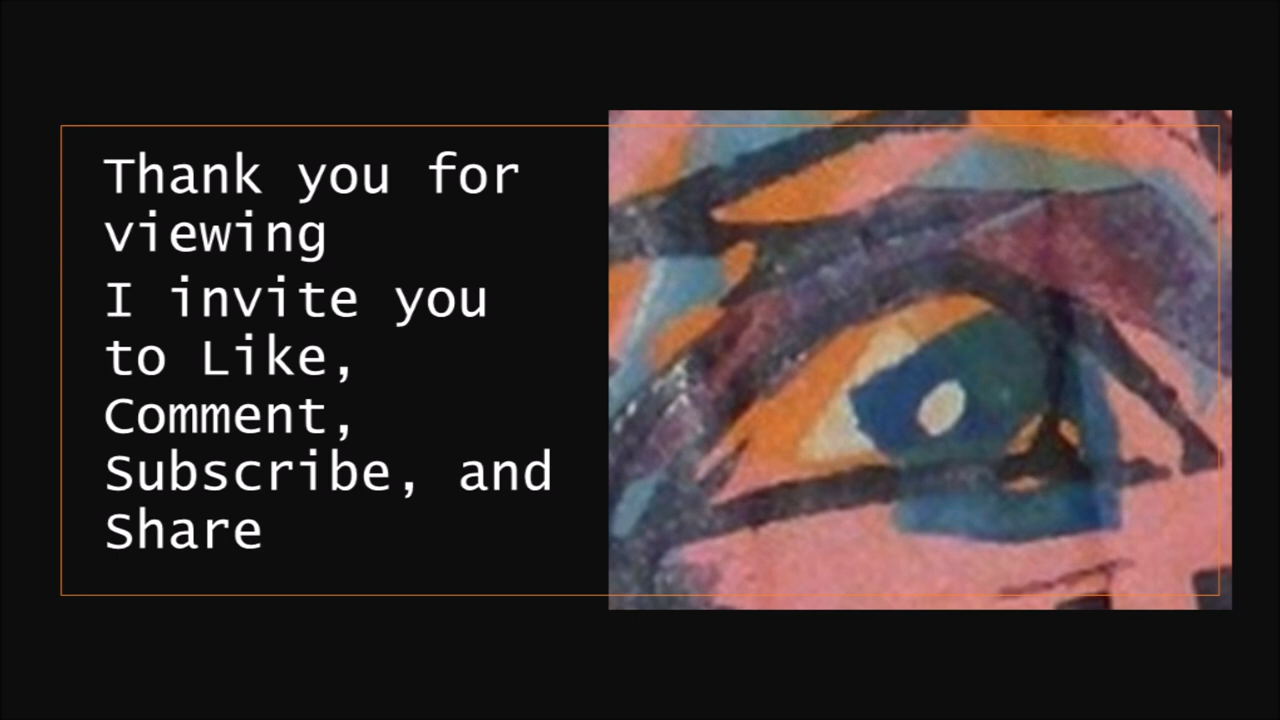 Thank you for
viewing
I invite you
to Like,
Comment,
Subscribe, and
Share